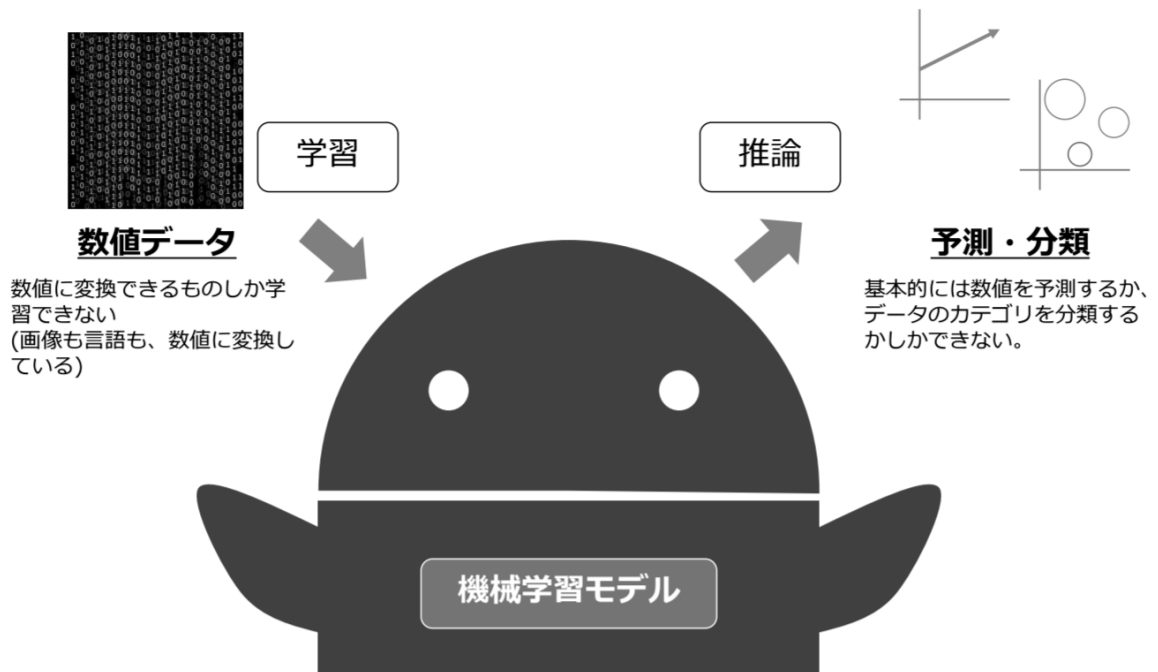 学習
推論
数値データ
数値に変換できるものしか学
習できない
(画像も言語も、数値に変換し
ている)
予測・分類
基本的には数値を予測するか、
データのカテゴリを分類する
かしかできない。
機械学習モデル